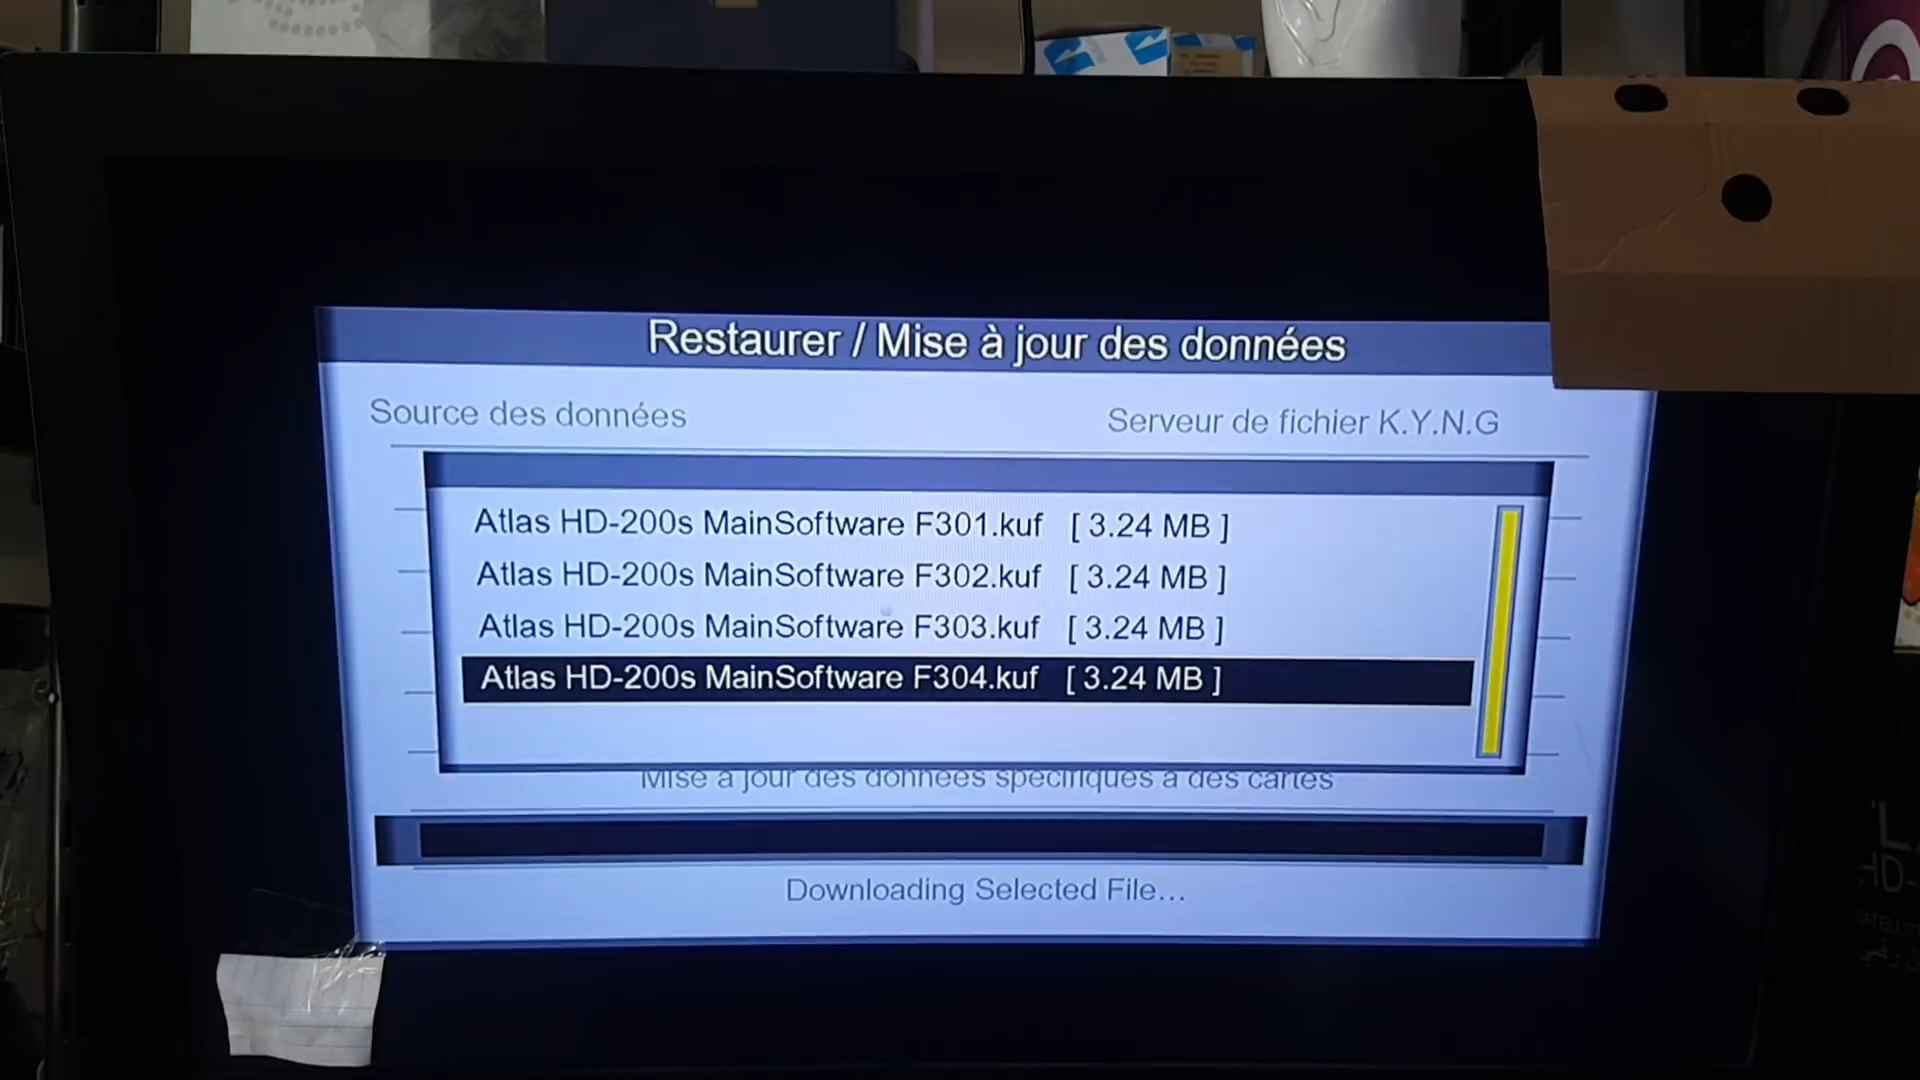 Restaurer / Mise à jour des données
Source des données
Serveur de fichier K.Y.N.G
Atlas HD-200s MainSoftware F301.kuf [ 3.24 MB ]
Atlas HD-200s MainSoftware F302.kuf [ 3.24 MB ]
Atlas HD-200s MainSoftware F303.kuf [ 3.24 MB ]
Atlas HD-200s MainSoftware F304.kuf [ 3.24 MB ]
Mise à jour des données spécifiques à des cartes
Downloading Selected File...